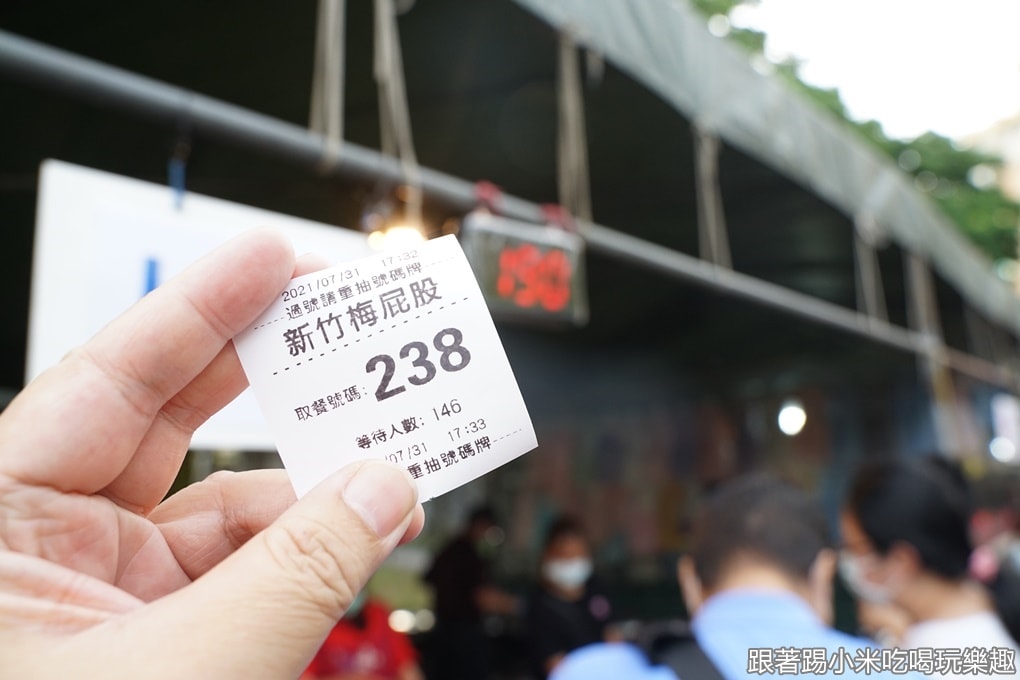 2021/07/31 17:32
過號請重抽號碼牌
新竹梅屁股
取餐號碼: 238
等待人數: 146
/07/31 17:33
重抽號碼牌
190
跟著踢小米吃喝玩樂趣